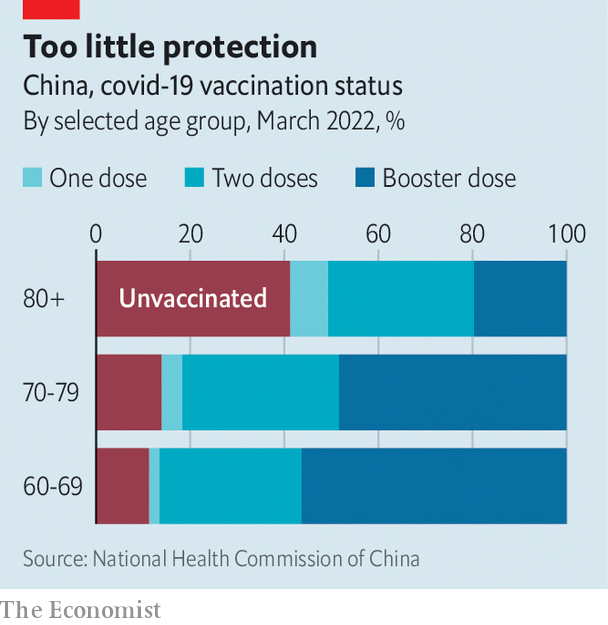 Too little protection
China, covid-19 vaccination status
By selected age group, March 2022, %
One dose Two doses Booster dose
0 20 40 60 80 100
80+ Unvaccinated
70-79
60-69
Source: National Health Commission of China
The Economist